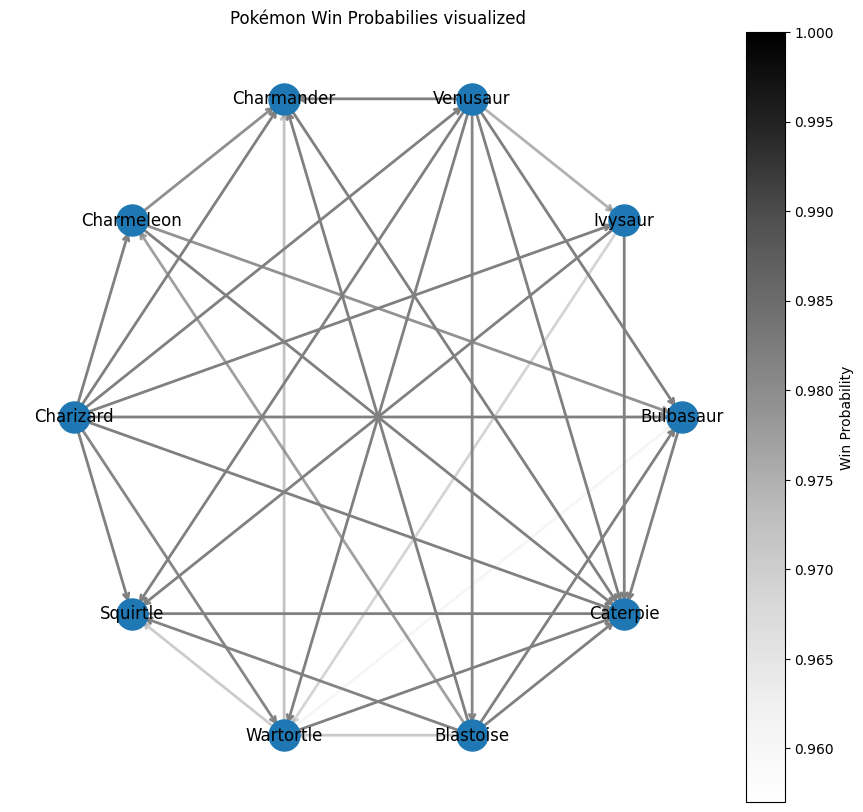 Pokémon Win Probabilies visualized
Charmander
Venusaur
Charmeleon
Ivysaur
Charizard
Bulbasaur
Squirtle
Caterpie
Wartortle
Blastoise
1.000
0.995
0.990
0.985
0.980
0.975
0.970
0.965
0.960
Win Probability